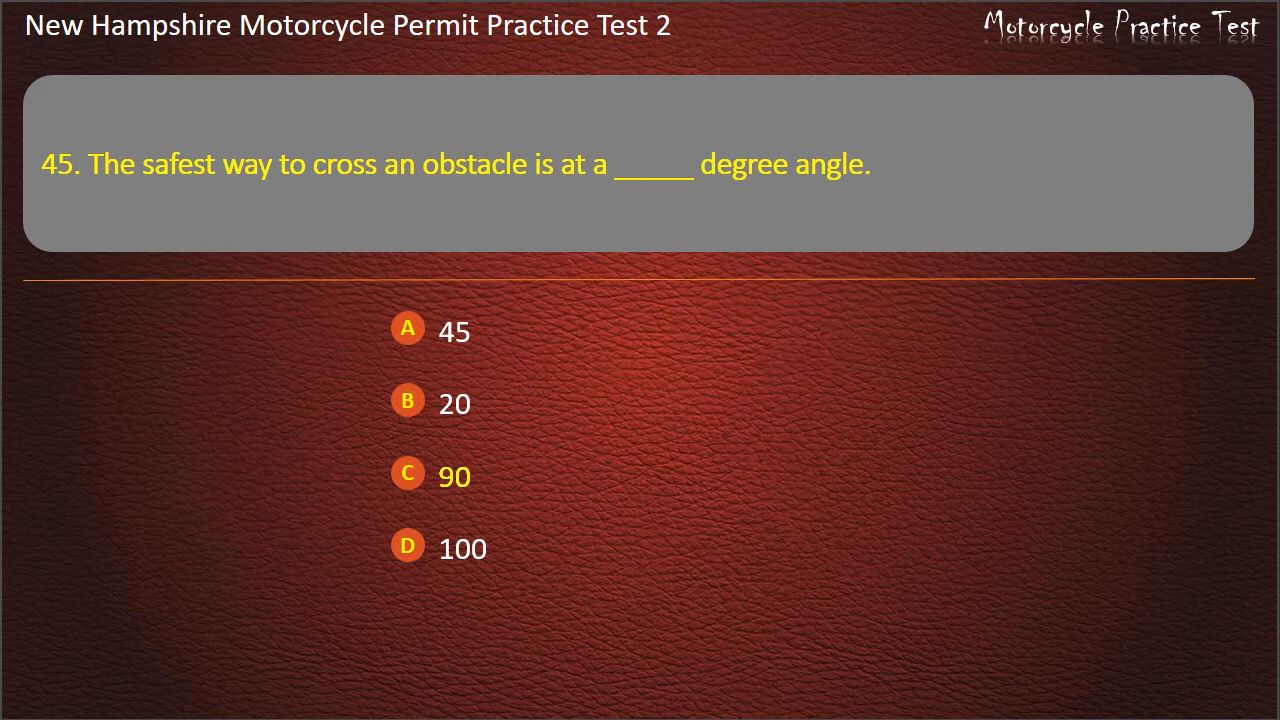 New Hampshire Motorcycle Permit Practice Test 2
Motorcycle Practice Test
45. The safest way to cross an obstacle is at a _____ degree angle.
A 45
B 20
C 90
D 100